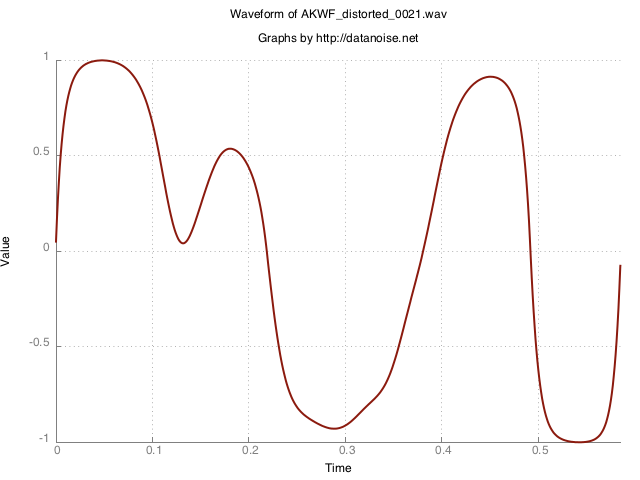 Waveform of AKWF_distorted_0021.wav
Graphs by http://datanoise.net
1
0.5
0
-0.5
-1
Value
0
0.1
0.2
0.3
0.4
0.5
Time